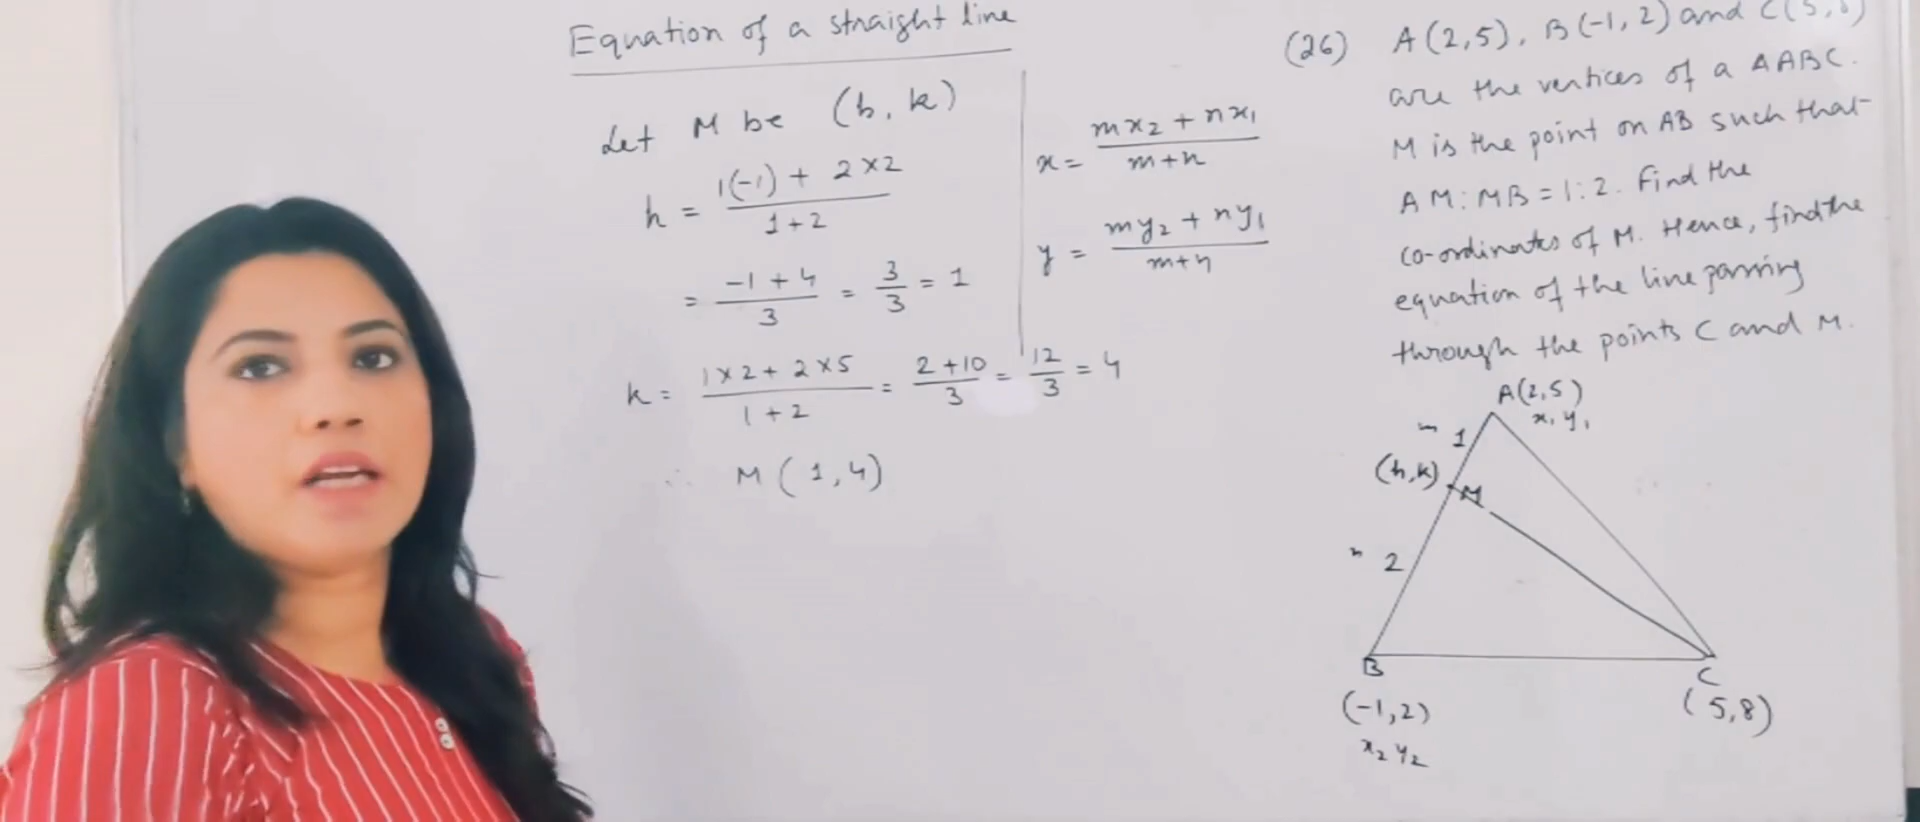 Equation of a straight line
Let M be (h, k)
h = 1(-1) + 2×2 / 1+2
= -1 + 4 / 3 = 3/3 = 1
k = 1×2 + 2×5 / 1+2 = 2+10 / 3 = 12/3 = 4
∴ M (1, 4)
x = mx₂ + nx₁ / m+n
y = my₂ + ny₁ / m+n
(26) A(2,5), B(-1, 2) and C(5,8)
are the vertices of a ΔABC.
M is the point on AB such that
AM:MB = 1:2. Find the
co-ordinates of M. Hence, find the
equation of the line passing
through the points C and M.
A(2,5)
x₁ y₁
m 1
(h,k)
M
n 2
B
C
(-1,2)
(5,8)
x₂ y₂